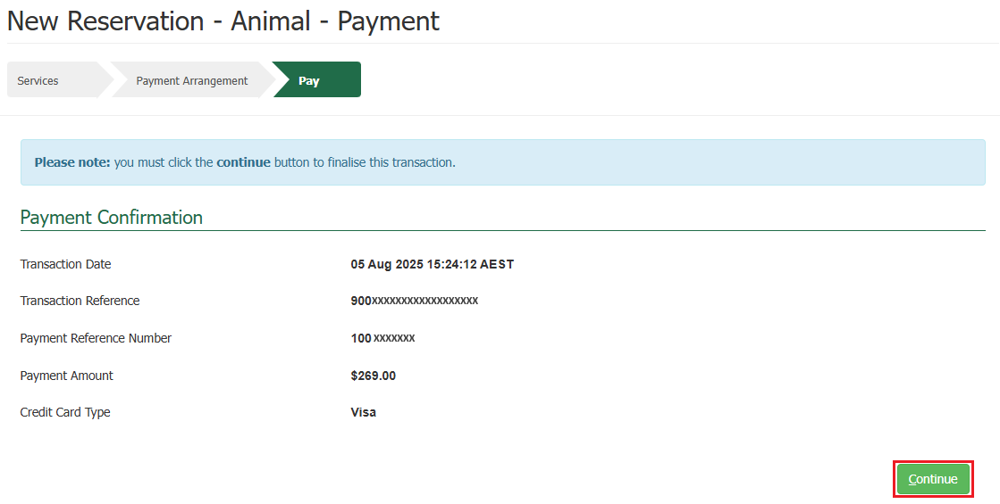 New Reservation - Animal - Payment
Services
Payment Arrangement
Pay
Please note: you must click the continue button to finalise this transaction.
Payment Confirmation
Transaction Date 05 Aug 2025 15:24:12 AEST
Transaction Reference 900xxxxxxxxxxxxxxxxxx
Payment Reference Number 100 xxxxxxx
Payment Amount $269.00
Credit Card Type Visa
Continue